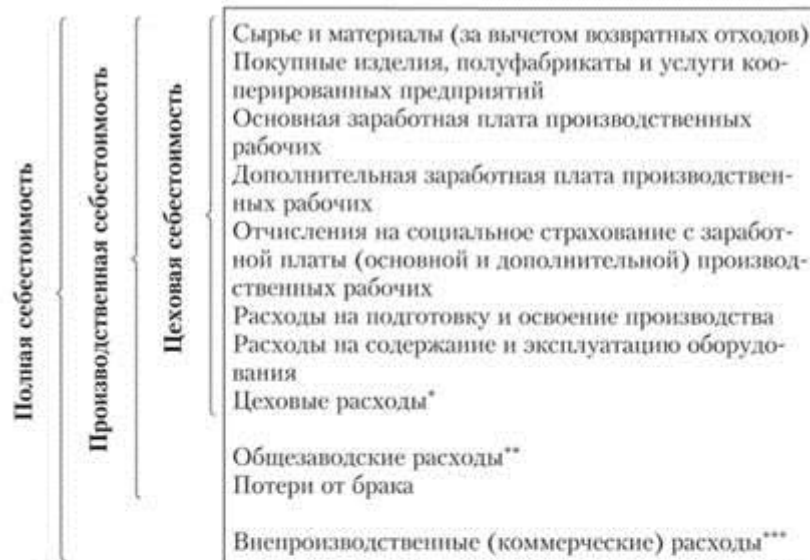 Полная себестоимость
Производственная себестоимость
Цеховая себестоимость
Сырье и материалы (за вычетом возвратных отходов)
Покупные изделия, полуфабрикаты и услуги коо-
перированных предприятий
Основная заработная плата производственных
рабочих
Дополнительная заработная плата производствен-
ных рабочих
Отчисления на социальное страхование с заработ-
ной платы (основной и дополнительной) производ-
ственных рабочих
Расходы на подготовку и освоение производства
Расходы на содержание и эксплуатацию оборудо-
вания
Цеховые расходы*
Общезаводские расходы**
Потери от брака
Внепроизводственные (коммерческие) расходы***